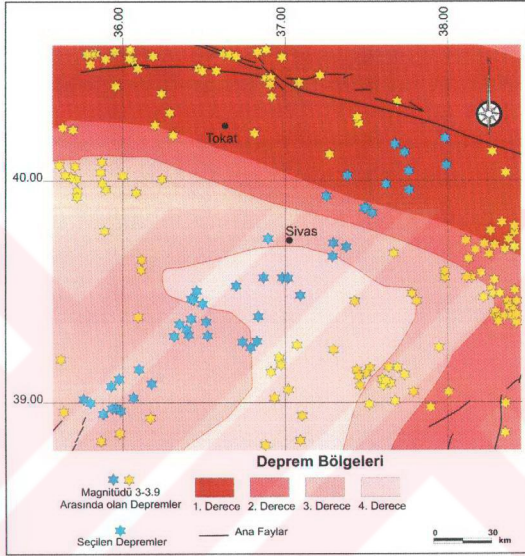 36.00
37.00
38.00
40.00
39.00
Tokat
Sivas
Deprem Bölgeleri
Magnitüdü 3-3.9
Arasında olan Depremler
1. Derece
2. Derece
3. Derece
4. Derece
Seçilen Depremler
Ana Faylar
0
30
km